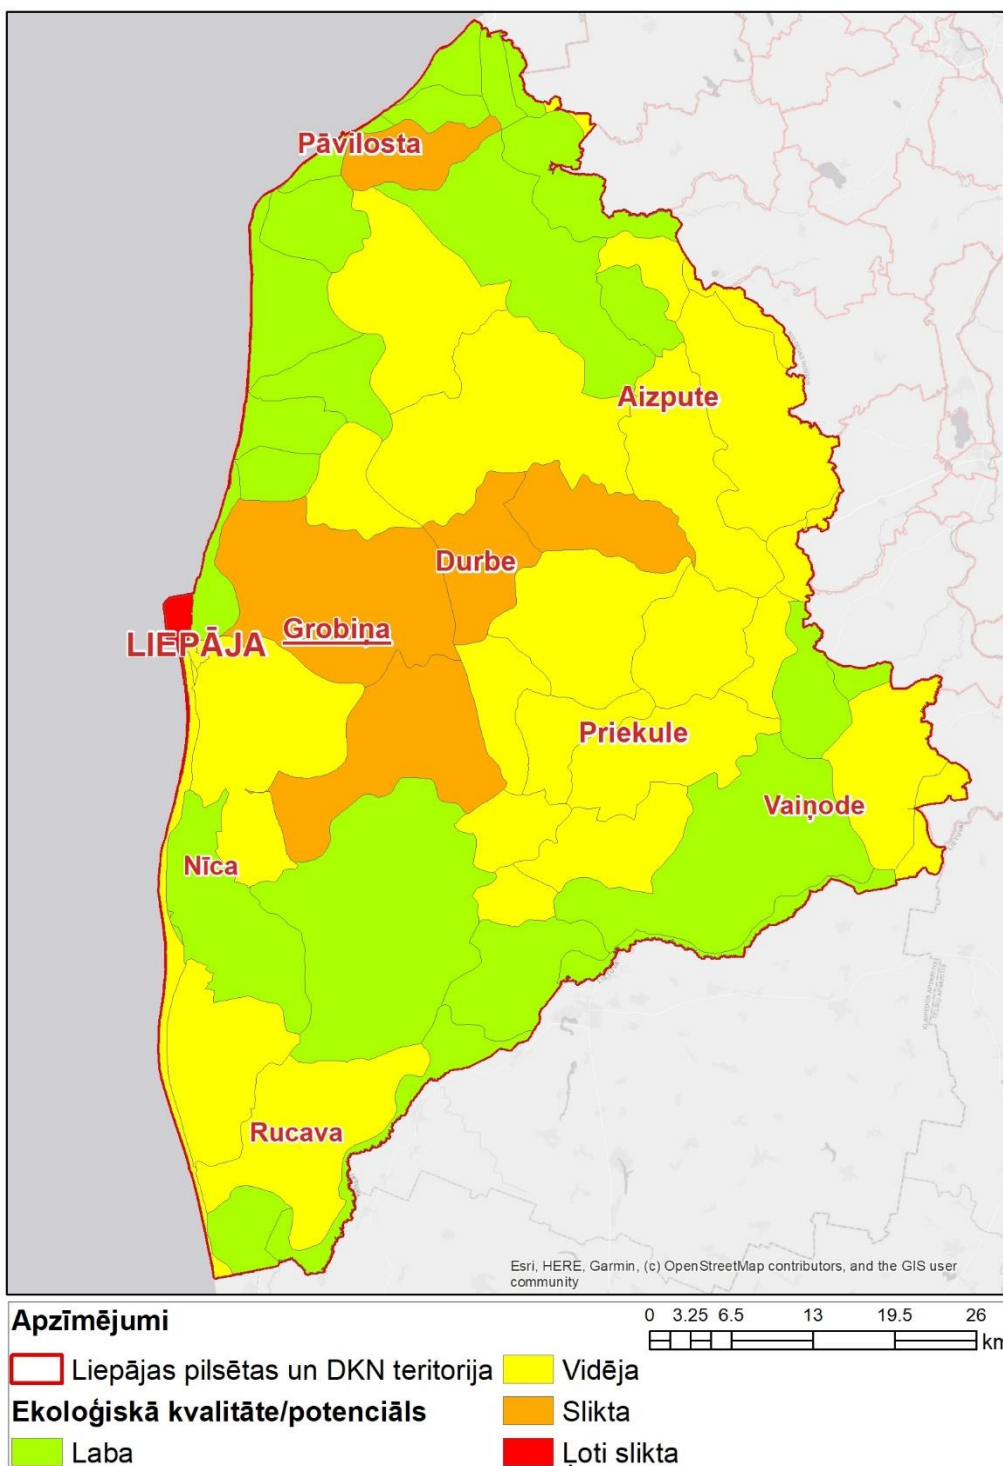 Pāvilosta
Aizpute
Durbe
Grobiņa
LIEPĀJA
Priekule
Vaiņode
Nīca
Rucava
Esri, HERE, Garmin, (c) OpenStreetMap contributors, and the GIS user
community
Apzīmējumi
0 3.25 6.5 13 19.5 26
km
Liepājas pilsētas un DKN teritorija
Vidēja
Ekoloģiskā kvalitāte/potenciāls
Slikta
Laba
Ļoti slikta